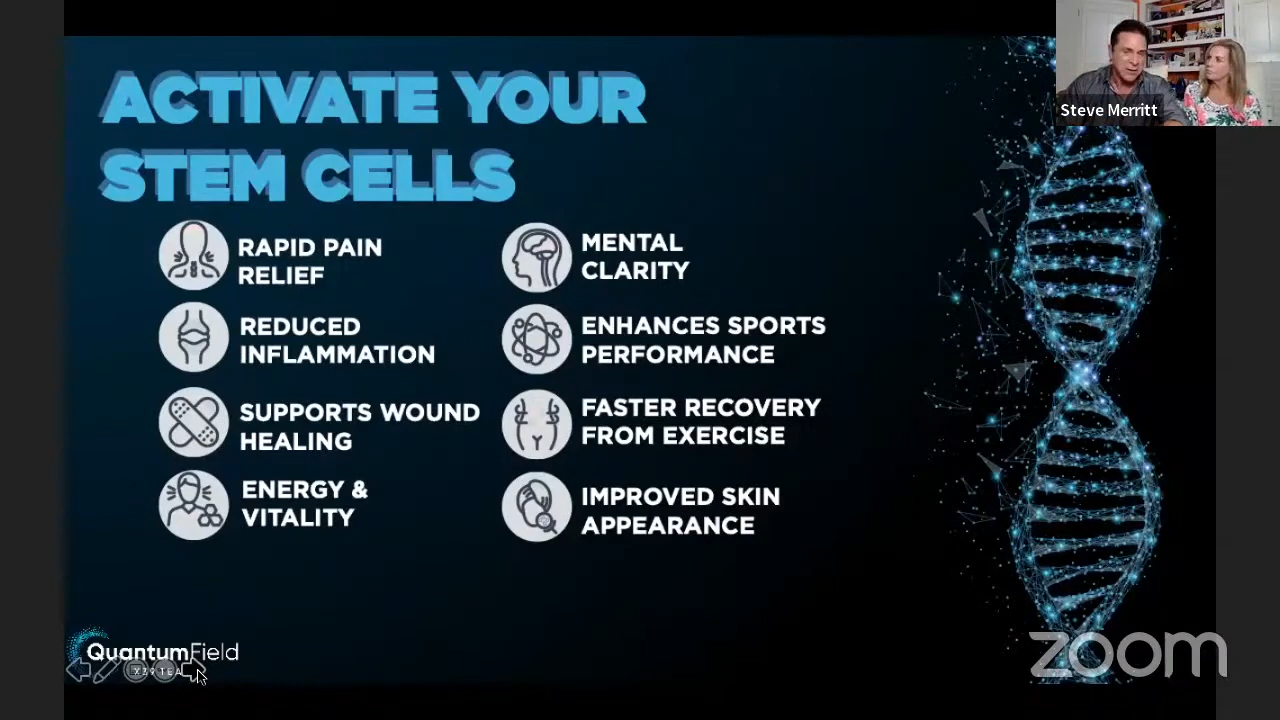 ACTIVATE YOUR
STEM CELLS
RAPID PAIN
RELIEF
REDUCED
INFLAMMATION
SUPPORTS WOUND
HEALING
ENERGY &
VITALITY
MENTAL
CLARITY
ENHANCES SPORTS
PERFORMANCE
FASTER RECOVERY
FROM EXERCISE
IMPROVED SKIN
APPEARANCE
Steve Merritt
QuantumField
zoom